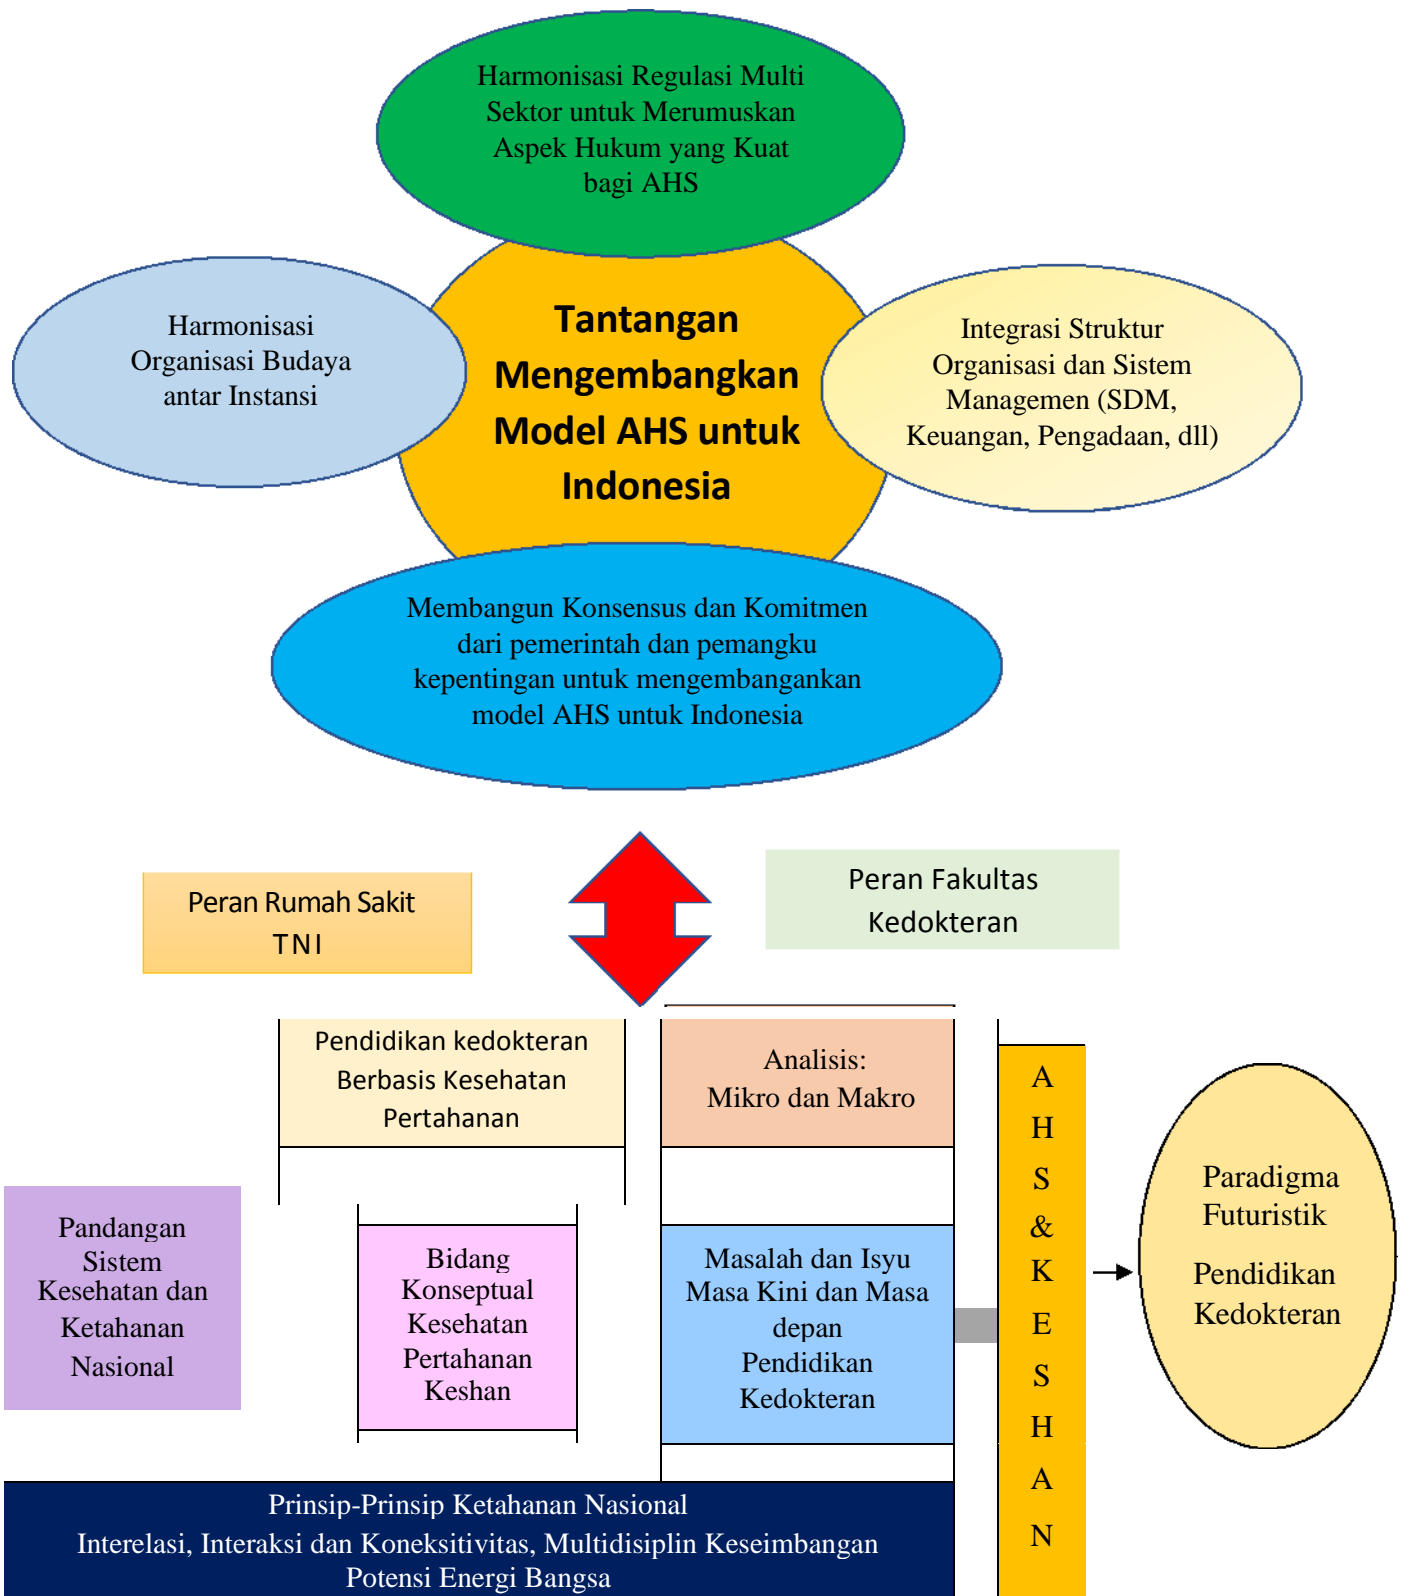 Harmonisasi Regulasi Multi
Sektor untuk Merumuskan
Aspek Hukum yang Kuat
bagi AHS
Harmonisasi
Organisasi Budaya
antar Instansi
Tantangan
Mengembangkan
Model AHS untuk
Indonesia
Integrasi Struktur
Organisasi dan Sistem
Managemen (SDM,
Keuangan, Pengadaan, dll)
Membangun Konsensus dan Komitmen
dari pemerintah dan pemangku
kepentingan untuk mengembangankan
model AHS untuk Indonesia
Peran Rumah Sakit
TNI
Peran Fakultas
Kedokteran
Pendidikan kedokteran
Berbasis Kesehatan
Pertahanan
Analisis:
Mikro dan Makro
Pandangan
Sistem
Kesehatan dan
Ketahanan
Nasional
Bidang
Konseptual
Kesehatan
Pertahanan
Keshan
Masalah dan Isyu
Masa Kini dan Masa
depan
Pendidikan
Kedokteran
A
H
S
&
K
E
S
H
A
N
Paradigma
Futuristik
Pendidikan
Kedokteran
Prinsip-Prinsip Ketahanan Nasional
Interelasi, Interaksi dan Koneksitivitas, Multidisiplin Keseimbangan
Potensi Energi Bangsa